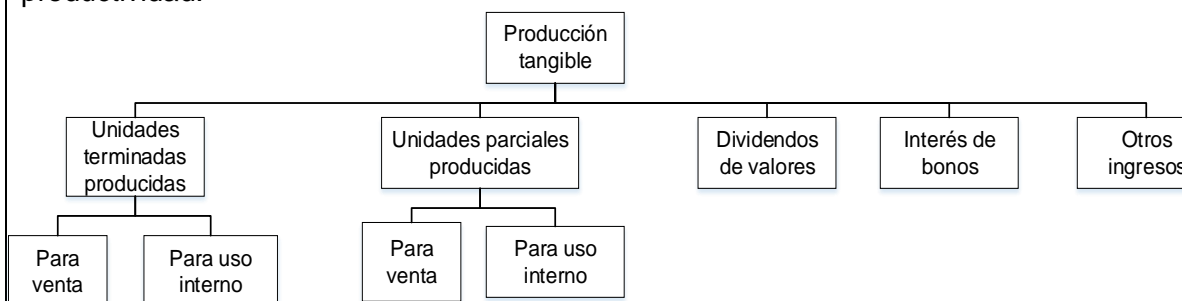 Producción
tangible
Unidades
terminadas
producidas
Unidades parciales
producidas
Dividendos
de valores
Interés de
bonos
Otros
ingresos
Para
venta
Para uso
interno
Para
venta
Para uso
interno